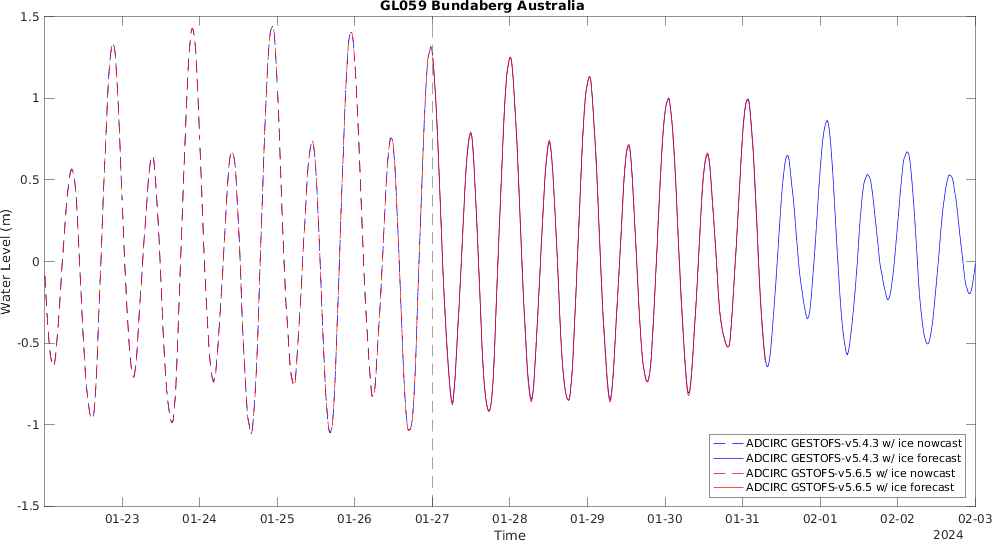 GL059 Bundaberg Australia
1.5
1
0.5
0
-0.5
-1
-1.5
Water Level (m)
01-23 01-24 01-25 01-26 01-27 01-28 01-29 01-30 01-31 02-01 02-02 02-03
Time
2024
ADCIRC GESTOFS-v5.4.3 w/ ice nowcast
ADCIRC GESTOFS-v5.4.3 w/ ice forecast
ADCIRC GSTOFS-v5.6.5 w/ ice nowcast
ADCIRC GSTOFS-v5.6.5 w/ ice forecast